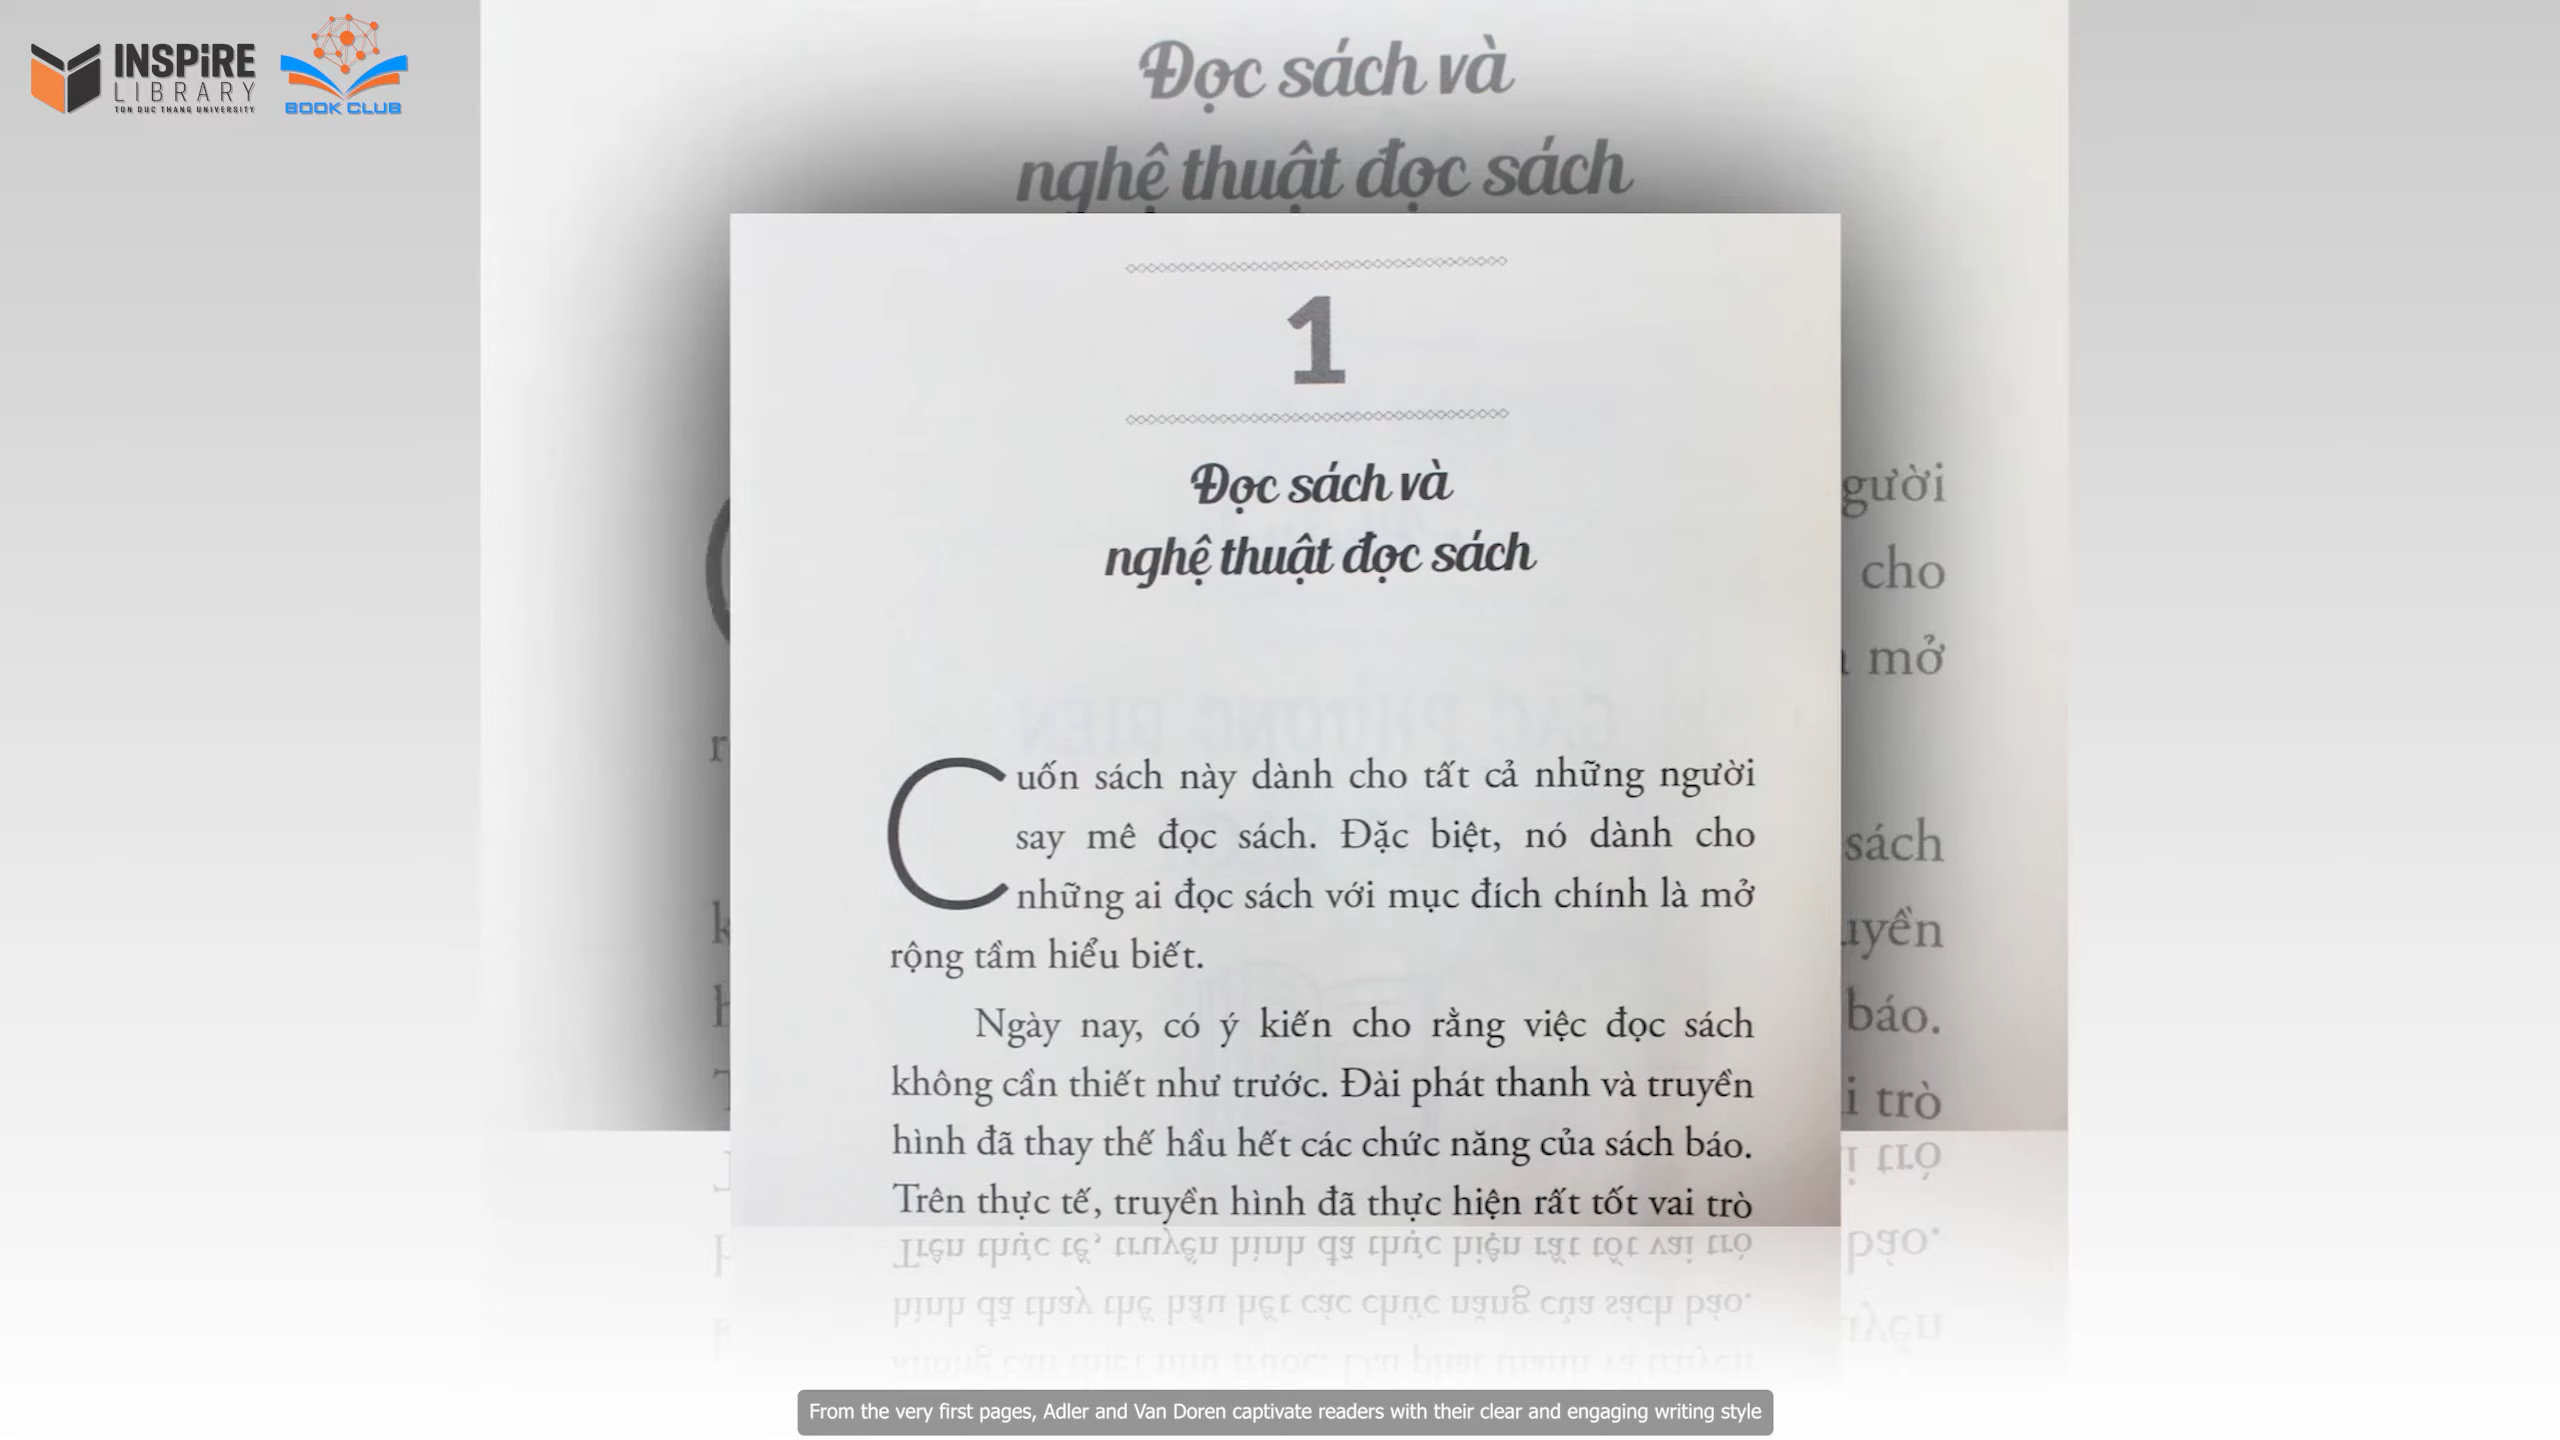 INSPiRE
LIBRARY
TON DUC THANG UNIVERSITY
BOOK CLUB
Đọc sách và
nghệ thuật đọc sách
1
Đọc sách và
nghệ thuật đọc sách
Cuốn sách này dành cho tất cả những người
say mê đọc sách. Đặc biệt, nó dành cho
những ai đọc sách với mục đích chính là mở
rộng tầm hiểu biết.
Ngày nay, có ý kiến cho rằng việc đọc sách
không cần thiết như trước. Đài phát thanh và truyền
hình đã thay thế hầu hết các chức năng của sách báo.
Trên thực tế, truyền hình đã thực hiện rất tốt vai trò
cho
mở
sách
báo.
trò
From the very first pages, Adler and Van Doren captivate readers with their clear and engaging writing style